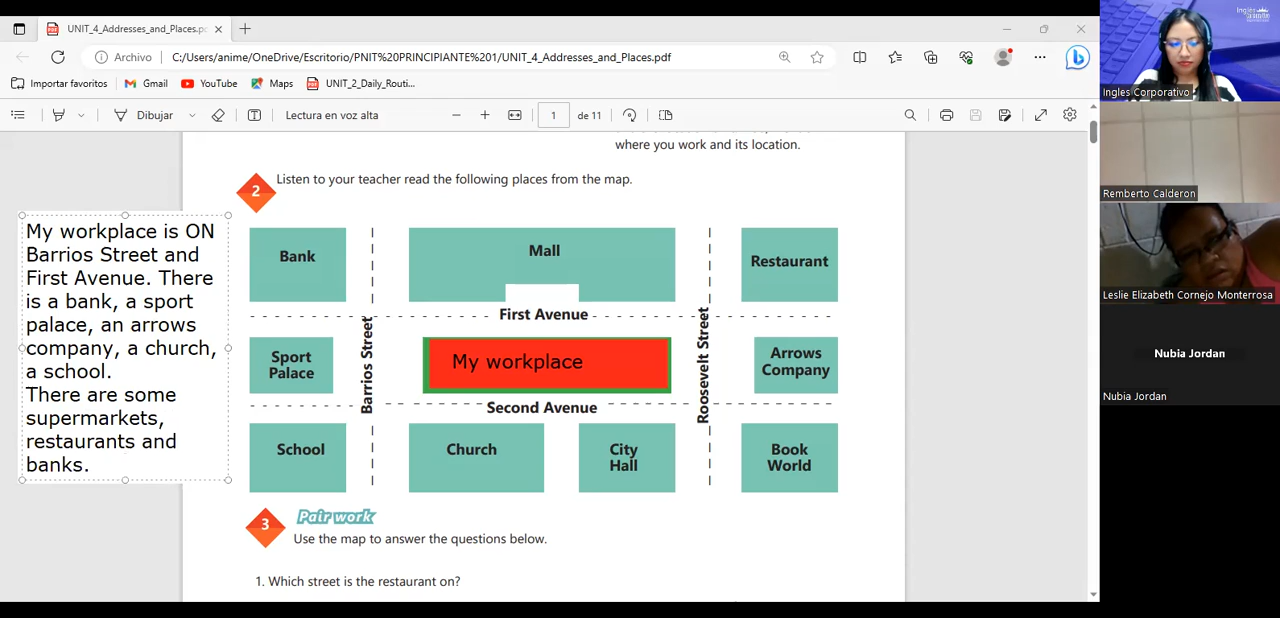 UNIT_4_Addresses_and_Places.pc
Archivo
C:/Users/anime/OneDrive/Escritorio/PNIT%20PRINCIPIANTE%201/UNIT_4_Addresses_and_Places.pdf
Importar favoritos
Gmail
YouTube
Maps
UNIT_2_Daily_Routi...
Dibujar
Lectura en voz alta
1
de 11
where you work and its location.
2
Listen to your teacher read the following places from the map.
My workplace is ON
Barrios Street and
First Avenue. There
is a bank, a sport
palace, an arrows
company, a church,
a school.
There are some
supermarkets,
restaurants and
banks.
Bank
Mall
Restaurant
First Avenue
Sport
Palace
Barrios Street
My workplace
Roosevelt Street
Arrows
Company
Second Avenue
School
Church
City
Hall
Book
World
3
Pair work
Use the map to answer the questions below.
1. Which street is the restaurant on?
Ingles Corporativo
Remberto Calderon
Leslie Elizabeth Cornejo Monterrosa
Nubia Jordan
Nubia Jordan